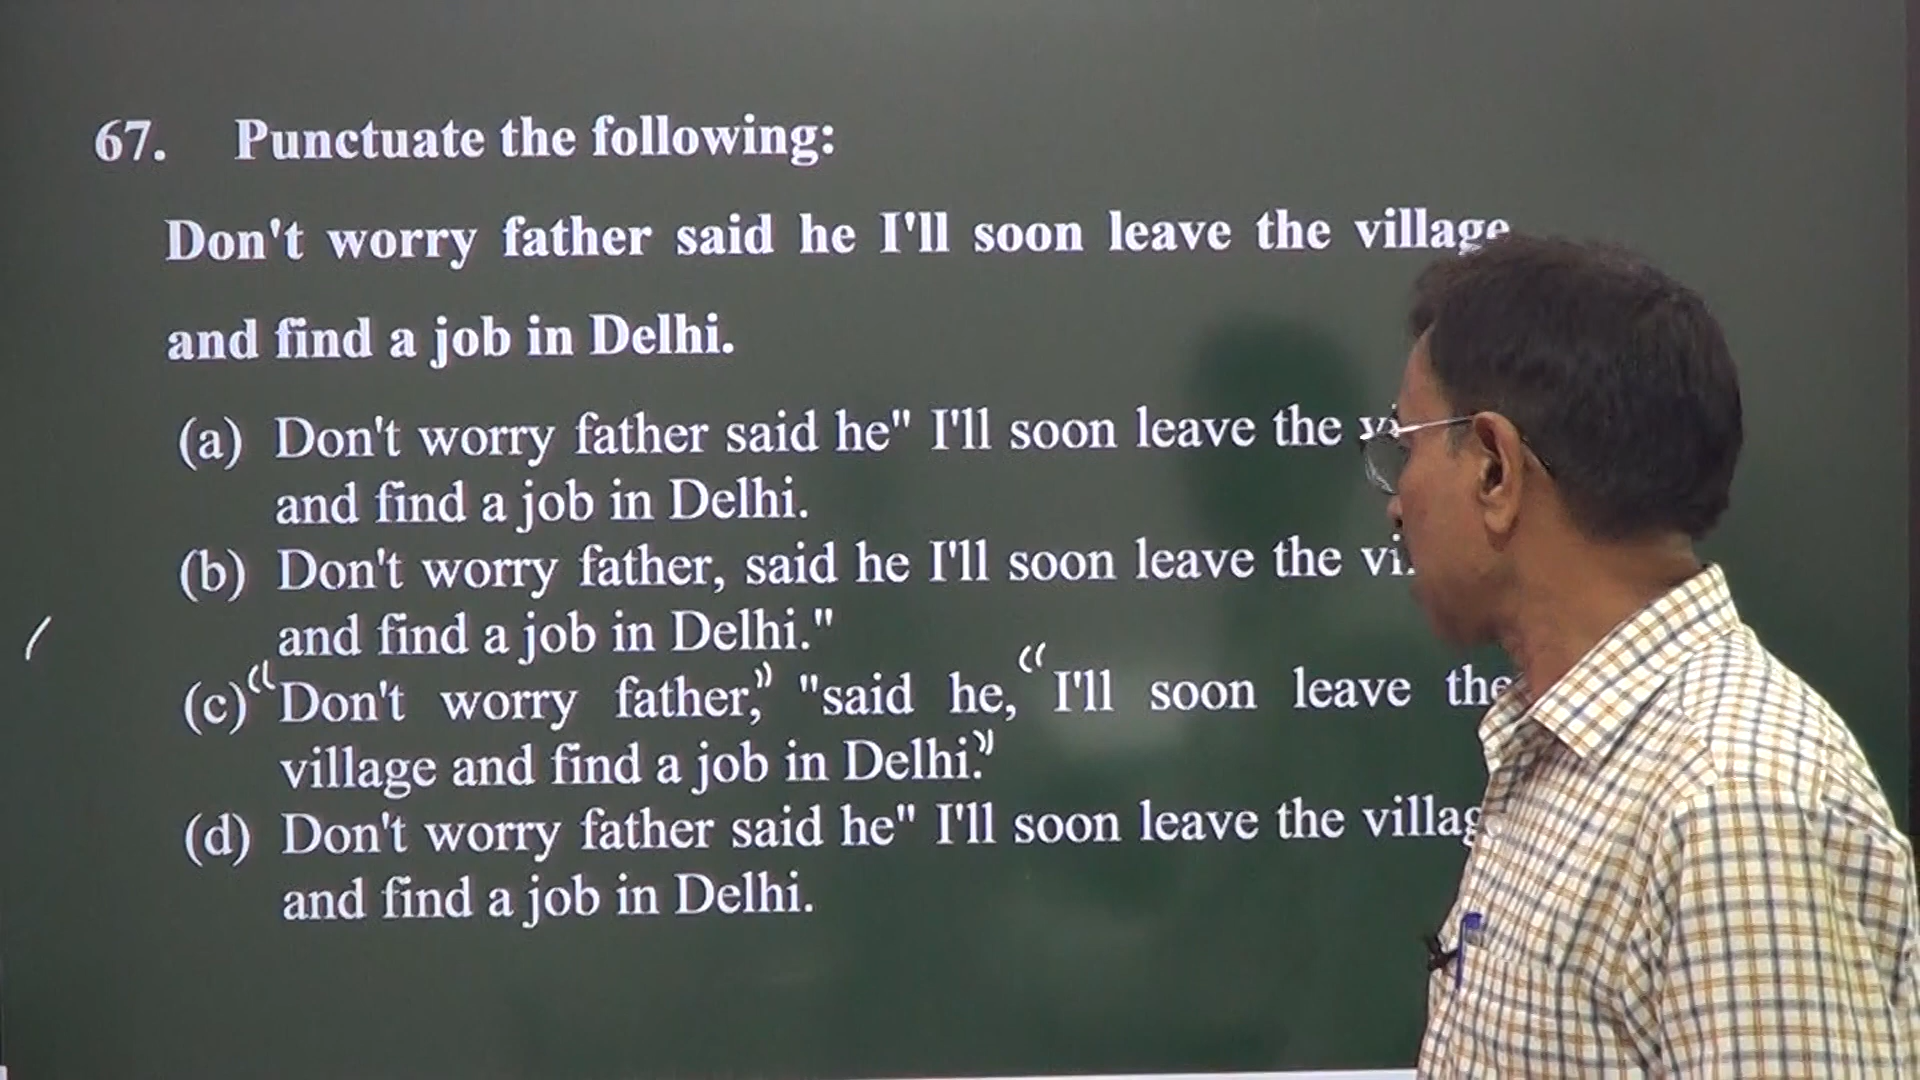 67. Punctuate the following:
Don't worry father said he I'll soon leave the village
and find a job in Delhi.
(a) Don't worry father said he" I'll soon leave the
and find a job in Delhi.
(b) Don't worry father, said he I'll soon leave the
and find a job in Delhi."
(c) “Don't worry father,” "said he, “I'll soon leave the
village and find a job in Delhi.”
(d) Don't worry father said he" I'll soon leave the
and find a job in Delhi.